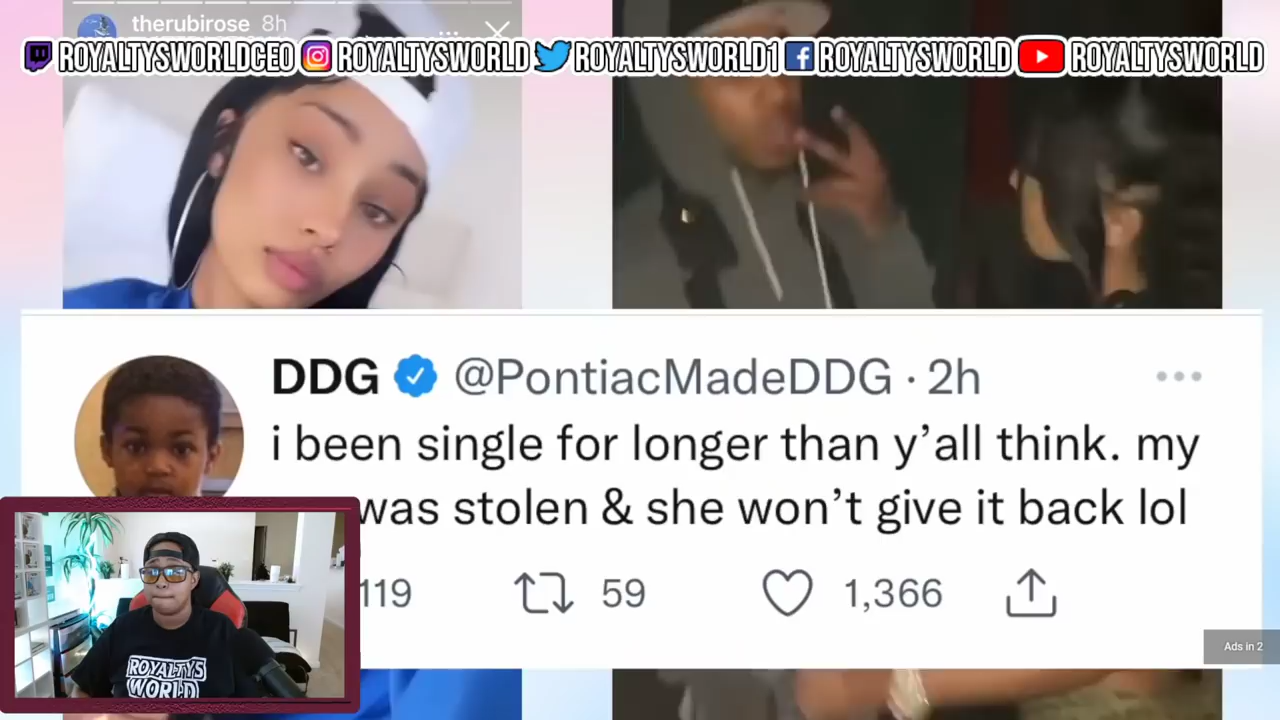 therubirose 8h
ROYALTYSWORLDCEO ROYALTYSWORLD ROYALTYSWORLD1 ROYALTYSWORLD ROYALTYSWORLD
DDG @PontiacMadeDDG · 2h
i been single for longer than y’all think. my
was stolen & she won’t give it back lol
119 59 1,366
Ads in 2
ROYALTYS
WORLD